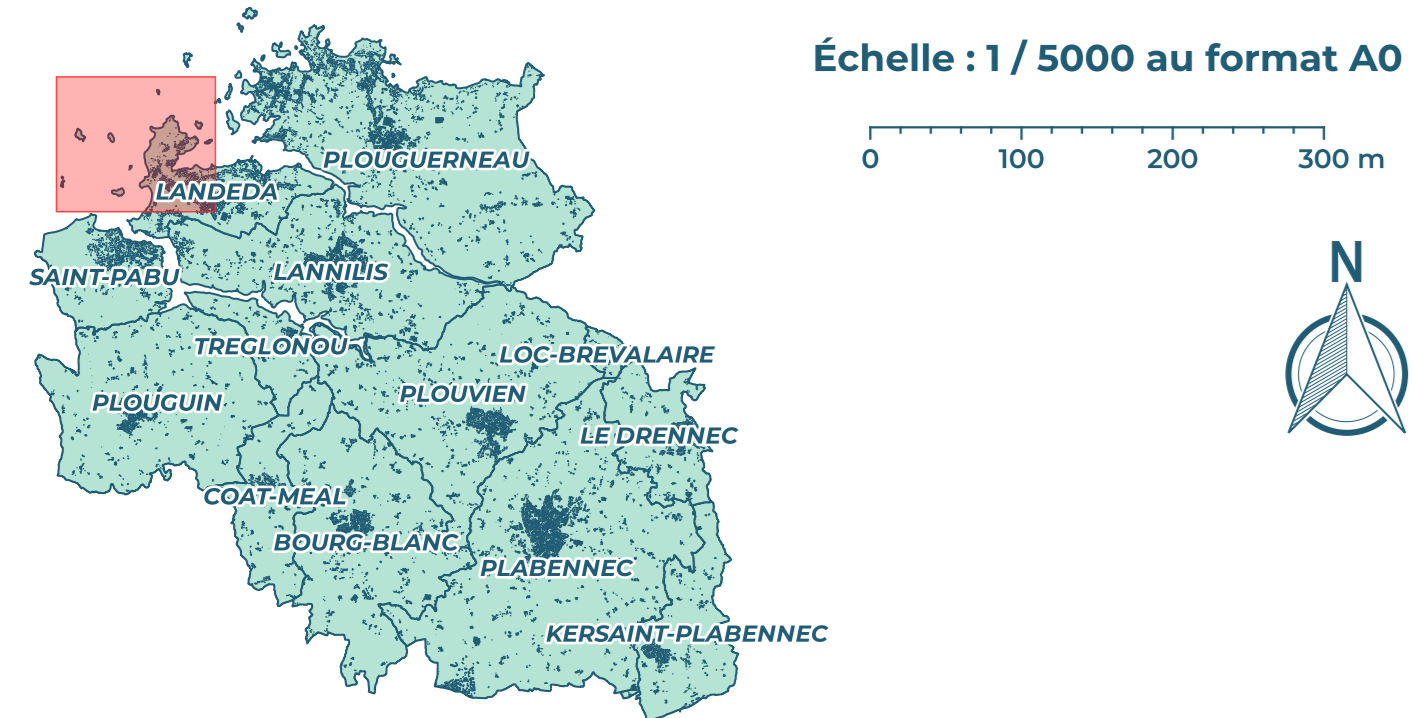 Échelle : 1 / 5000 au format A0
0 100 200 300 m
N
PLOUGUERNEAU
LANDEDA
LANNILIS
SAINT-PABU
TREGLONOU
LOC-BREVALAIRE
PLOUVIEN
PLOUGUIN
LE DRENNEC
COAT-MEAL
BOURG-BLANC
PLABENNEC
KERSAINT-PLABENNEC